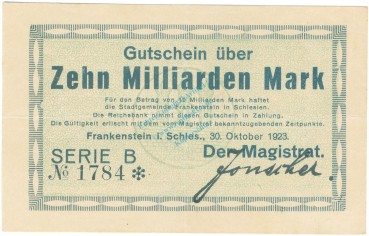 Gutschein über
Zehn Milliarden Mark
Für den Betrag von 10 Milliarden Mark haftet
die Stadtgemeinde Frankenstein in Schlesien.
Die Reichsbank nimmt diesen Gutschein in Zahlung.
Die Gültigkeit erlischt mit dem vom Magistrat bekanntzugebenden Zeitpunkte.
Frankenstein i. Schles., 30. Oktober 1923.
SERIE B Der Magistrat.
№ 1784 ✻